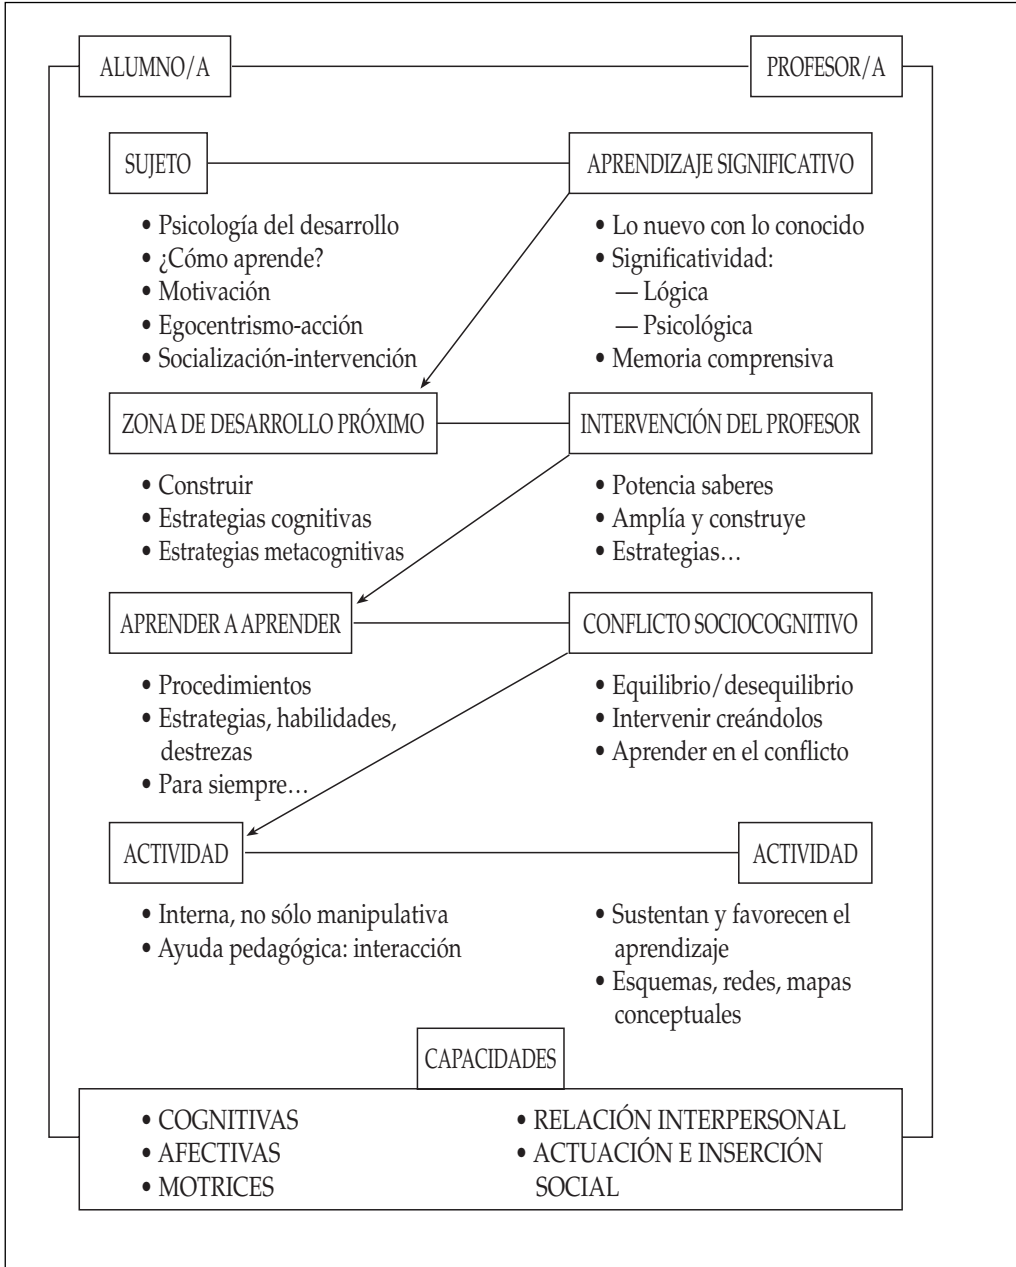 ALUMNO/A
PROFESOR/A
SUJETO
APRENDIZAJE SIGNIFICATIVO
• Psicología del desarrollo
• ¿Cómo aprende?
• Motivación
• Egocentrismo-acción
• Socialización-intervención
• Lo nuevo con lo conocido
• Significatividad:
— Lógica
— Psicológica
• Memoria comprensiva
ZONA DE DESARROLLO PRÓXIMO
INTERVENCIÓN DEL PROFESOR
• Construir
• Estrategias cognitivas
• Estrategias metacognitivas
• Potencia saberes
• Amplía y construye
• Estrategias…
APRENDER A APRENDER
CONFLICTO SOCIOCOGNITIVO
• Procedimientos
• Estrategias, habilidades,
destrezas
• Para siempre…
• Equilibrio/desequilibrio
• Intervenir creándolos
• Aprender en el conflicto
ACTIVIDAD
ACTIVIDAD
• Interna, no sólo manipulativa
• Ayuda pedagógica: interacción
• Sustentan y favorecen el
aprendizaje
• Esquemas, redes, mapas
conceptuales
CAPACIDADES
• COGNITIVAS
• AFECTIVAS
• MOTRICES
• RELACIÓN INTERPERSONAL
• ACTUACIÓN E INSERCIÓN
SOCIAL